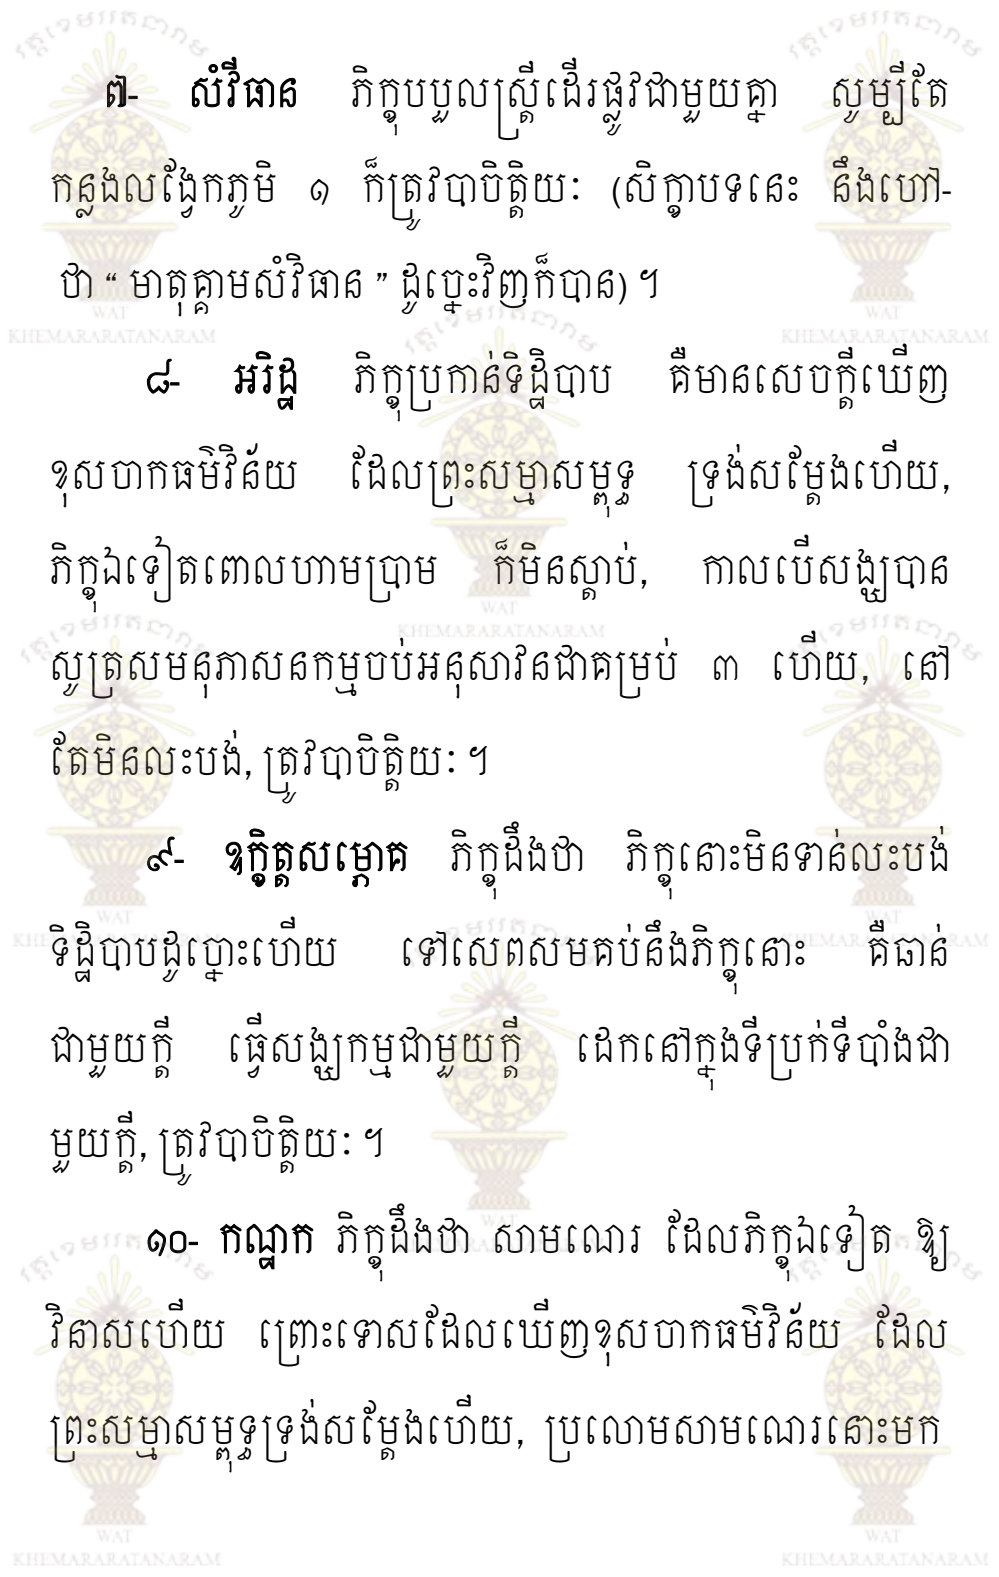 ៧- សំវិធាន ភិក្ខុបបួលស្ត្រីដើរផ្លូវជាមួយគ្នា សូម្បីតែ
កន្លងលង្វែកភូមិ ១ ក៏ត្រូវបាចិត្តិយៈ (សិក្ខាបទនេះ នឹងហៅ-
ថា “ មាតុគ្គាមសំវិធាន ” ដូច្នេះវិញក៏បាន) ។
៨- អរិដ្ឋ ភិក្ខុប្រកាន់ទិដ្ឋិបាប គឺមានសេចក្តីឃើញ
ខុសចាកធម៌វិន័យ ដែលព្រះសម្មាសម្ពុទ្ធ ទ្រង់សម្តែងហើយ,
ភិក្ខុឯទៀតពោលហាមប្រាម ក៏មិនស្តាប់, កាលបើសង្ឃបាន
សូត្រសមនុភាសនកម្មចប់អនុសាវនជាគម្រប់ ៣ ហើយ, នៅ
តែមិនលះបង់, ត្រូវបាចិត្តិយៈ ។
៩- ឧក្ខិត្តសម្ភោគ ភិក្ខុដឹងថា ភិក្ខុនោះមិនទាន់លះបង់
ទិដ្ឋិបាបដូច្នោះហើយ ទៅសេពសមគប់នឹងភិក្ខុនោះ គឺឆាន់
ជាមួយក្តី ធ្វើសង្ឃកម្មជាមួយក្តី ដេកនៅក្នុងទីប្រក់ទីបាំងជា
មួយក្តី, ត្រូវបាចិត្តិយៈ ។
១០- កណ្ឋក ភិក្ខុដឹងថា សាមណេរ ដែលភិក្ខុឯទៀត ឱ្យ
វិនាសហើយ ព្រោះទោសដែលឃើញខុសចាកធម៌វិន័យ ដែល
ព្រះសម្មាសម្ពុទ្ធទ្រង់សម្តែងហើយ, ប្រលោមសាមណេរនោះមក
WAT
KHEMARARATANARAM